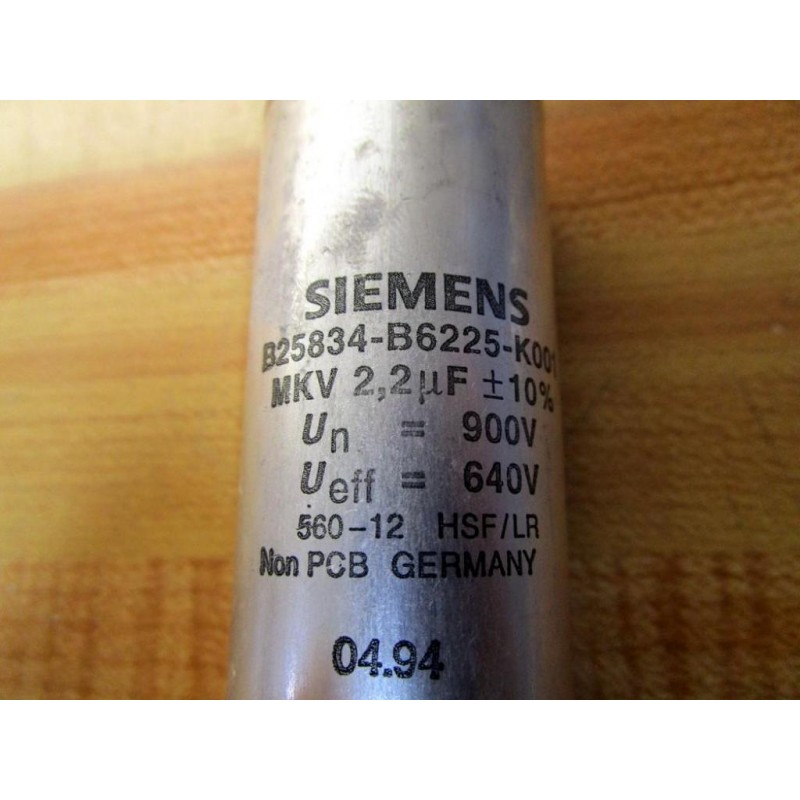 SIEMENS
B25834-B6225-K001
MKV 2,2µF ±10%
Un = 900V
Ueff = 640V
560-12 HSF/LR
Non PCB GERMANY
04.94